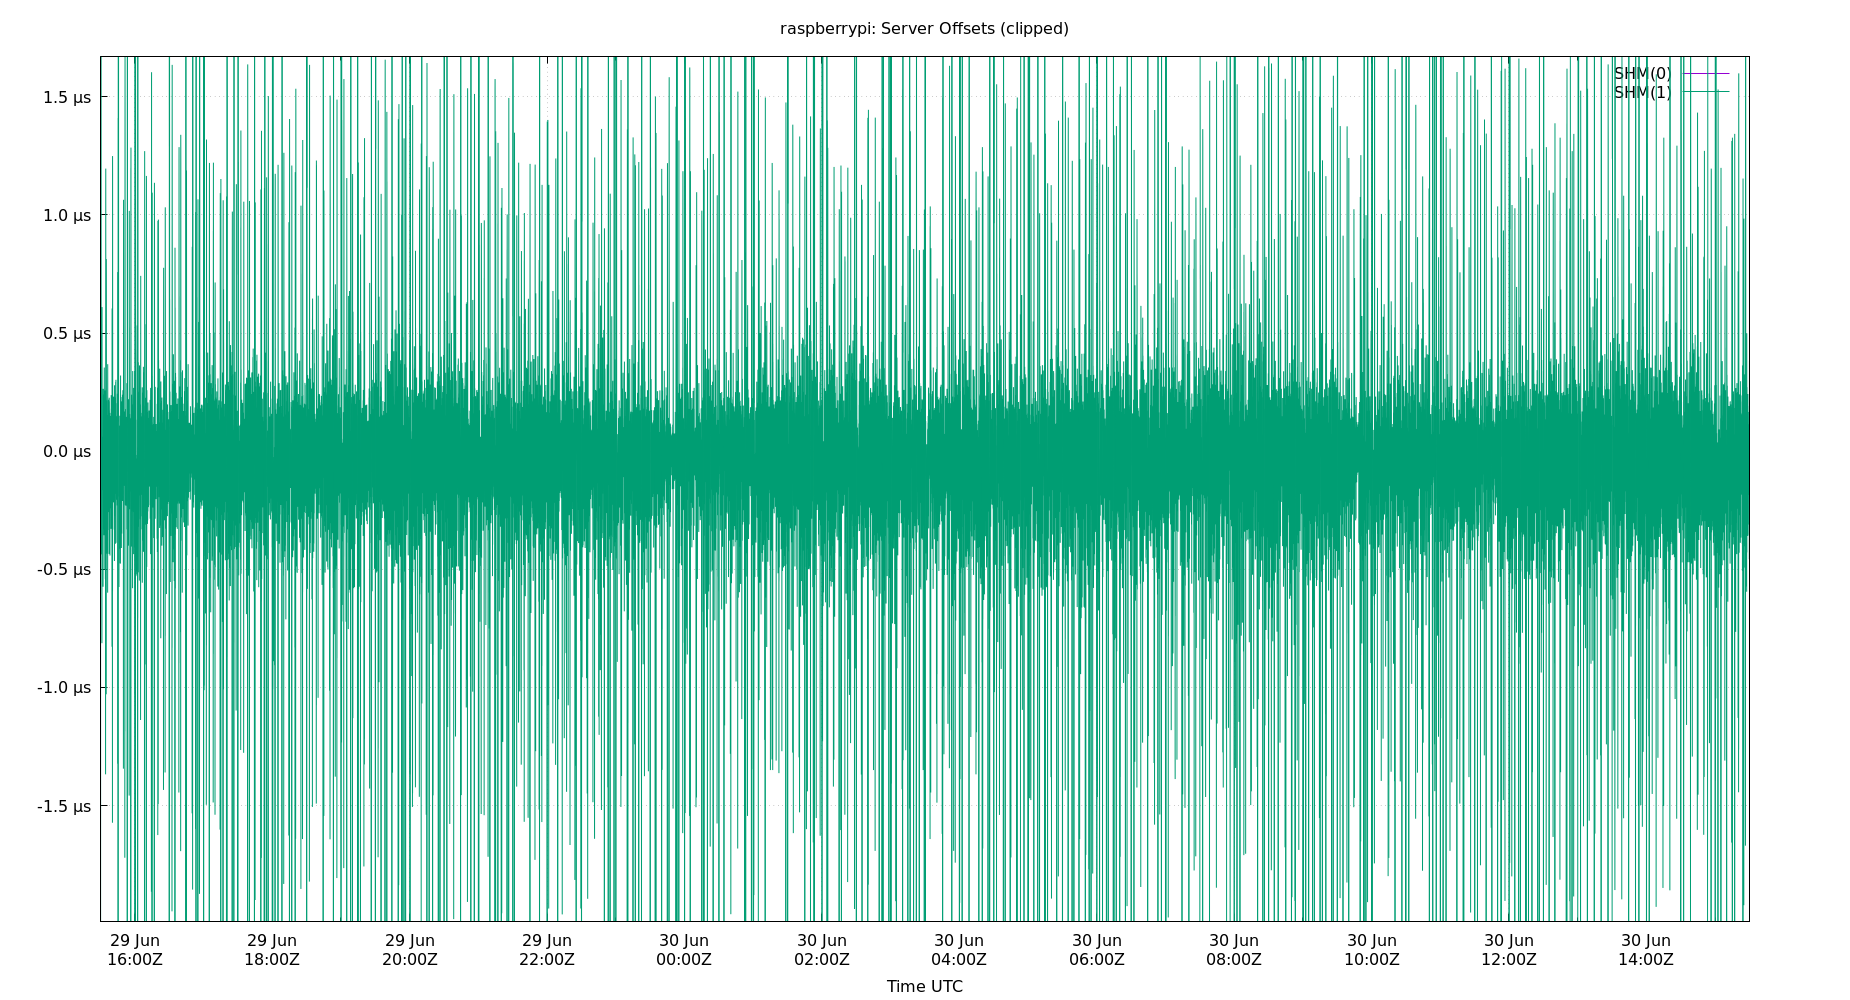 raspberrypi: Server Offsets (clipped)
SHM(0)
SHM(1)
1.5 µs
1.0 µs
0.5 µs
0.0 µs
-0.5 µs
-1.0 µs
-1.5 µs
29 Jun 29 Jun 29 Jun 29 Jun 30 Jun 30 Jun 30 Jun 30 Jun 30 Jun 30 Jun 30 Jun 30 Jun
16:00Z 18:00Z 20:00Z 22:00Z 00:00Z 02:00Z 04:00Z 06:00Z 08:00Z 10:00Z 12:00Z 14:00Z
Time UTC